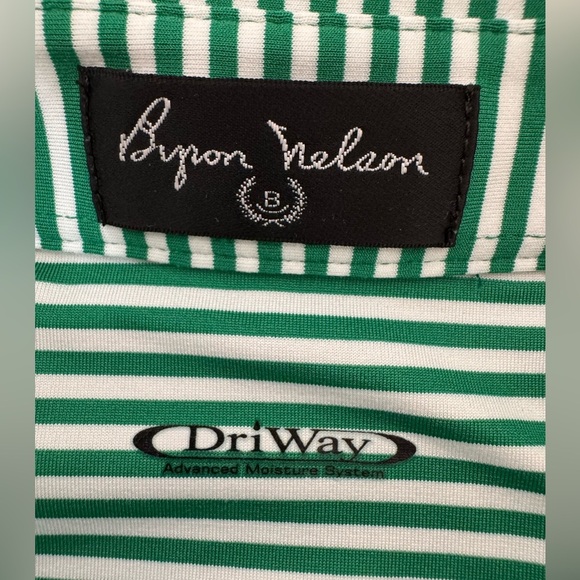 Byron Nelson
B
DriWay
Advanced Moisture System